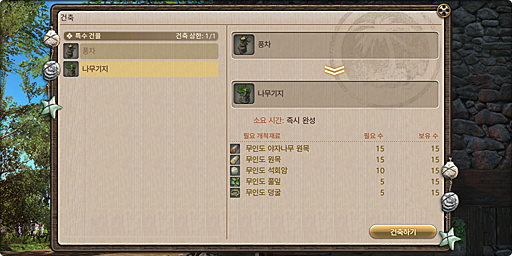 건축
특수 건물 건축 상한: 1/1
풍차
나무기지
풍차
나무기지
소요 시간: 즉시 완성
필요 개척재료 필요 수 보유 수
무인도 야자나무 원목 15 15
무인도 원목 15 15
무인도 석회암 10 15
무인도 풀잎 5 15
무인도 덩굴 5 15
건축하기